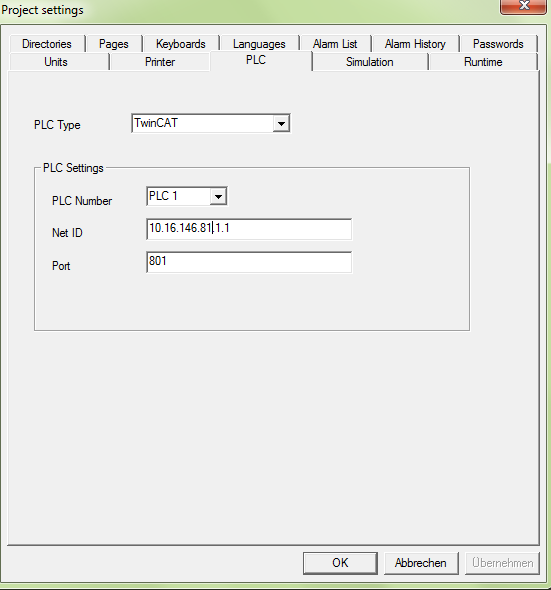 Project settings
Directories Pages Keyboards Languages Alarm List Alarm History Passwords
Units Printer PLC Simulation Runtime
PLC Type TwinCAT
PLC Settings
PLC Number PLC 1
Net ID 10.16.146.81.1.1
Port 801
OK Abbrechen Übernehmen